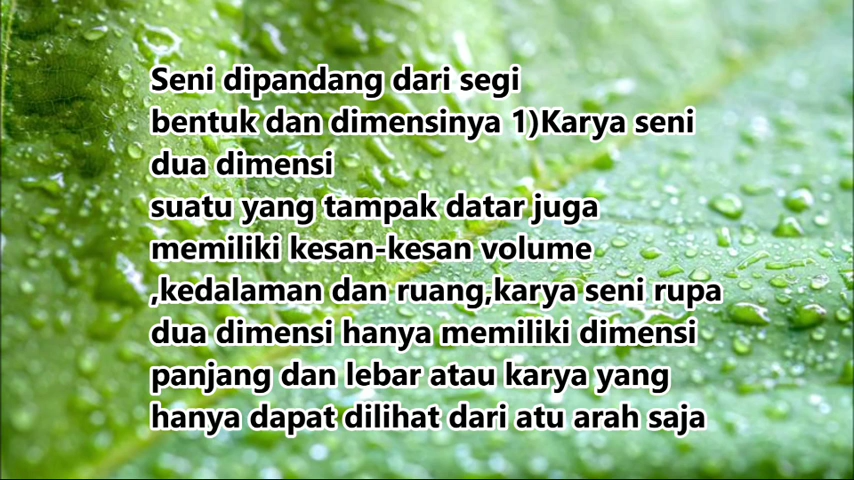 Seni dipandang dari segi
bentuk dan dimensinya 1)Karya seni
dua dimensi
suatu yang tampak datar juga
memiliki kesan-kesan volume
,kedalaman dan ruang,karya seni rupa
dua dimensi hanya memiliki dimensi
panjang dan lebar atau karya yang
hanya dapat dilihat dari atu arah saja